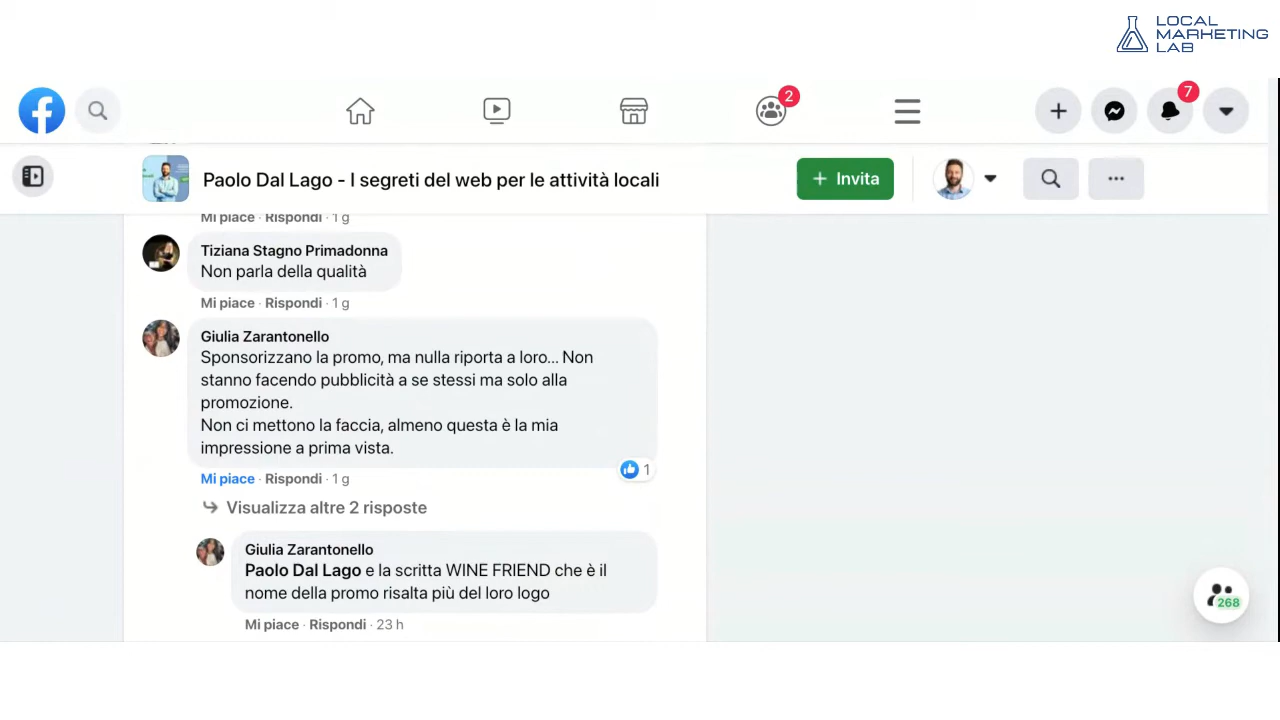 LOCAL
MARKETING
LAB
2
7
Paolo Dal Lago - I segreti del web per le attività locali
+ Invita
Mi piace · Rispondi · 1 g
Tiziana Stagno Primadonna
Non parla della qualità
Mi piace · Rispondi · 1 g
Giulia Zarantonello
Sponsorizzano la promo, ma nulla riporta a loro... Non
stanno facendo pubblicità a se stessi ma solo alla
promozione.
Non ci mettono la faccia, almeno questa è la mia
impressione a prima vista.
1
Mi piace · Rispondi · 1 g
Visualizza altre 2 risposte
Giulia Zarantonello
Paolo Dal Lago e la scritta WINE FRIEND che è il
nome della promo risalta più del loro logo
Mi piace · Rispondi · 23 h
268